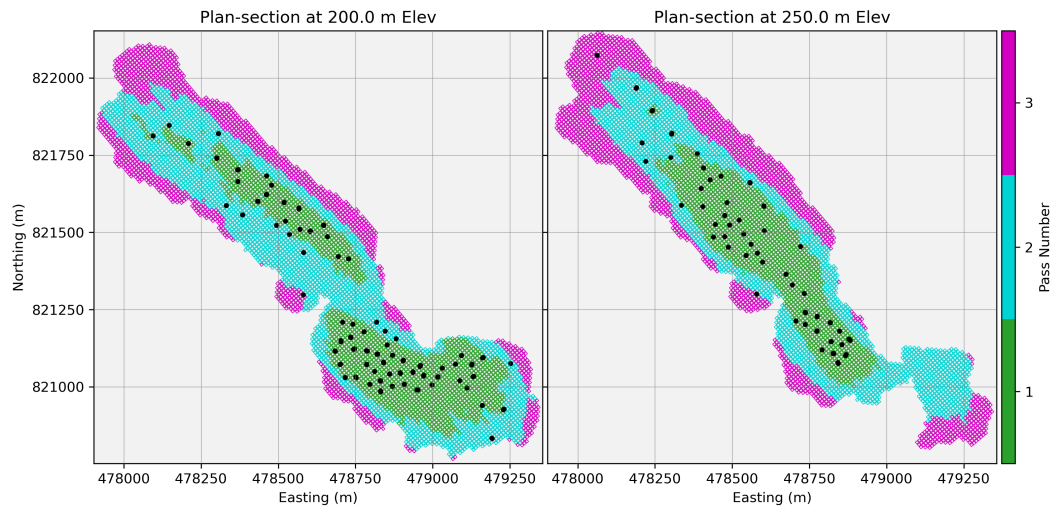 Plan-section at 200.0 m Elev
Plan-section at 250.0 m Elev
822000
821750
821500
821250
821000
Northing (m)
478000 478250 478500 478750 479000 479250
478000 478250 478500 478750 479000 479250
Easting (m)
Easting (m)
3
2
1
Pass Number